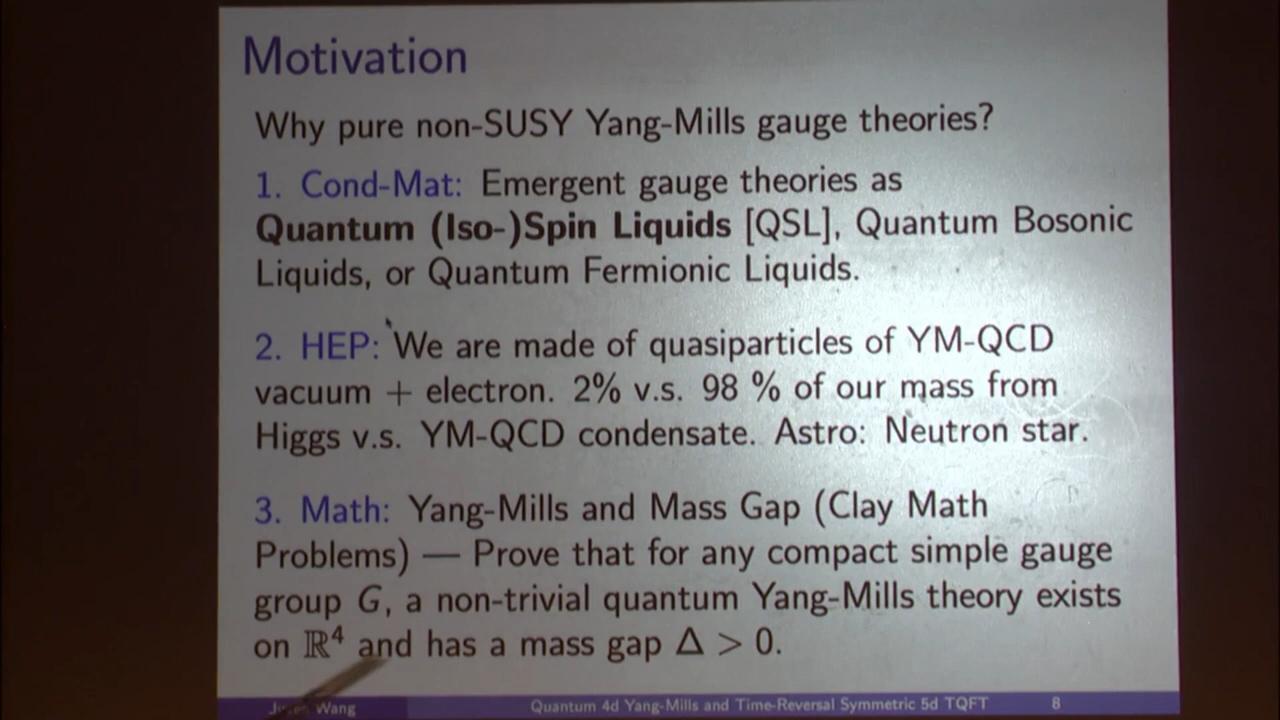 Motivation
Why pure non-SUSY Yang-Mills gauge theories?
1. Cond-Mat: Emergent gauge theories as
Quantum (Iso-)Spin Liquids [QSL], Quantum Bosonic
Liquids, or Quantum Fermionic Liquids.
2. HEP: We are made of quasiparticles of YM-QCD
vacuum + electron. 2% v.s. 98 % of our mass from
Higgs v.s. YM-QCD condensate. Astro: Neutron star.
3. Math: Yang-Mills and Mass Gap (Clay Math
Problems) — Prove that for any compact simple gauge
group G, a non-trivial quantum Yang-Mills theory exists
on ℝ⁴ and has a mass gap Δ > 0.
Wang Quantum 4d Yang-Mills and Time-Reversal Symmetric 5d TQFT 8